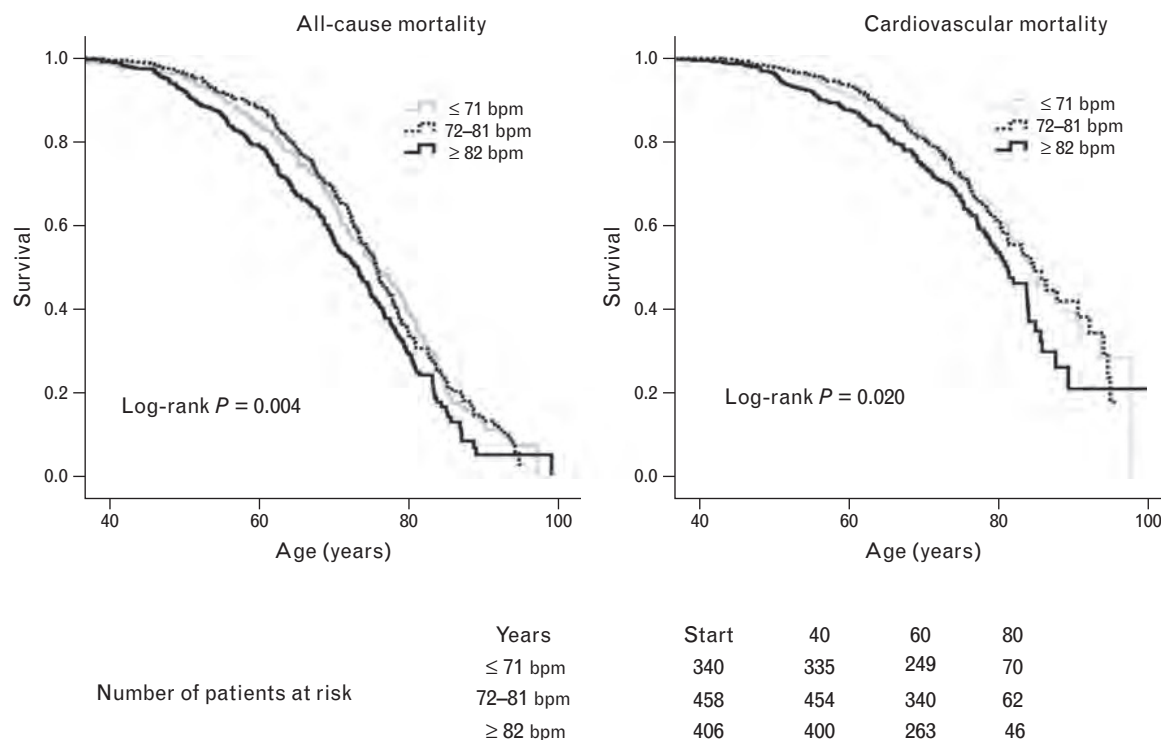 All-cause mortality
1.0
0.8
0.6
0.4
0.2
0.0
Survival
≤ 71 bpm
72–81 bpm
≥ 82 bpm
Log-rank P = 0.004
40 60 80 100
Age (years)
Cardiovascular mortality
1.0
0.8
0.6
0.4
0.2
0.0
Survival
≤ 71 bpm
72–81 bpm
≥ 82 bpm
Log-rank P = 0.020
40 60 80 100
Age (years)
Years Start 40 60 80
≤ 71 bpm 340 335 249 70
Number of patients at risk 72–81 bpm 458 454 340 62
≥ 82 bpm 406 400 263 46